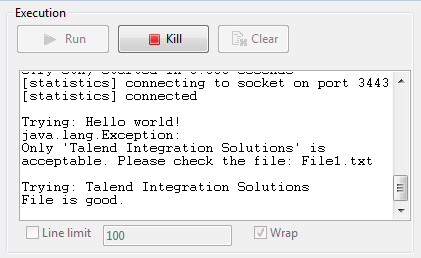 Execution
Run
Kill
Clear
[statistics] connecting to socket on port 3443
[statistics] connected
Trying: Hello world!
java.lang.Exception:
Only 'Talend Integration Solutions' is
acceptable. Please check the file: File1.txt
Trying: Talend Integration Solutions
File is good.
Line limit
100
Wrap